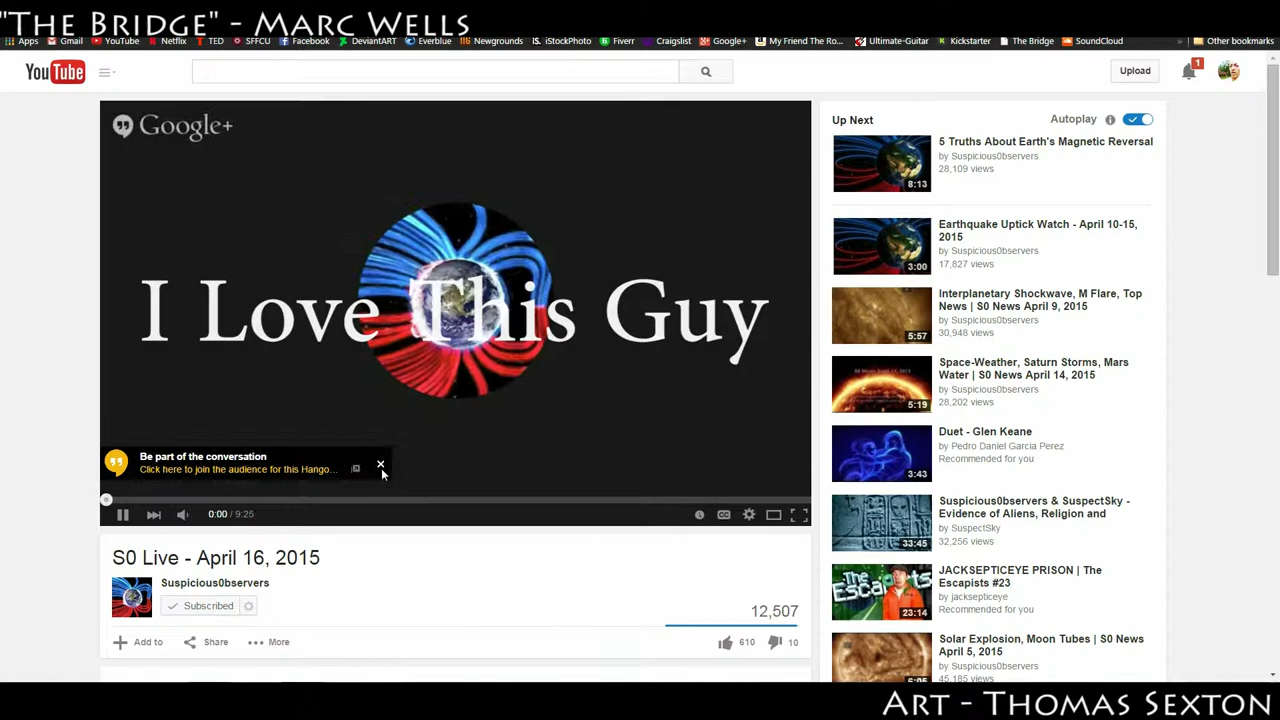 "The Bridge" - Marc Wells
Apps Gmail YouTube Netflix TED SFFCU Facebook DeviantART Everblue Newgrounds iStockPhoto Fiverr Craigslist Google+ My Friend The Ro... Ultimate-Guitar Kickstarter The Bridge SoundCloud » Other bookmarks
YouTube
Upload
1
Google+
I Love This Guy
Be part of the conversation
Click here to join the audience for this Hango...
0:00 / 9:25
CC
S0 Live - April 16, 2015
Suspicious0bservers
Subscribed
12,507
Add to Share More
610 10
Up Next
Autoplay
8:13
5 Truths About Earth's Magnetic Reversal
by Suspicious0bservers
28,109 views
3:00
Earthquake Uptick Watch - April 10-15,
2015
by Suspicious0bservers
17,827 views
5:57
Interplanetary Shockwave, M Flare, Top
News | S0 News April 9, 2015
by Suspicious0bservers
30,948 views
5:19
Space-Weather, Saturn Storms, Mars
Water | S0 News April 14, 2015
by Suspicious0bservers
28,202 views
3:43
Duet - Glen Keane
by Pedro Daniel Garcia Perez
Recommended for you
33:45
Suspicious0bservers & SuspectSky -
Evidence of Aliens, Religion and
by SuspectSky
32,256 views
The Escapists
23:14
JACKSEPTICEYE PRISON | The
Escapists #23
by jacksepticeye
Recommended for you
6:05
Solar Explosion, Moon Tubes | S0 News
April 5, 2015
by Suspicious0bservers
45,185 views
Art - Thomas Sexton